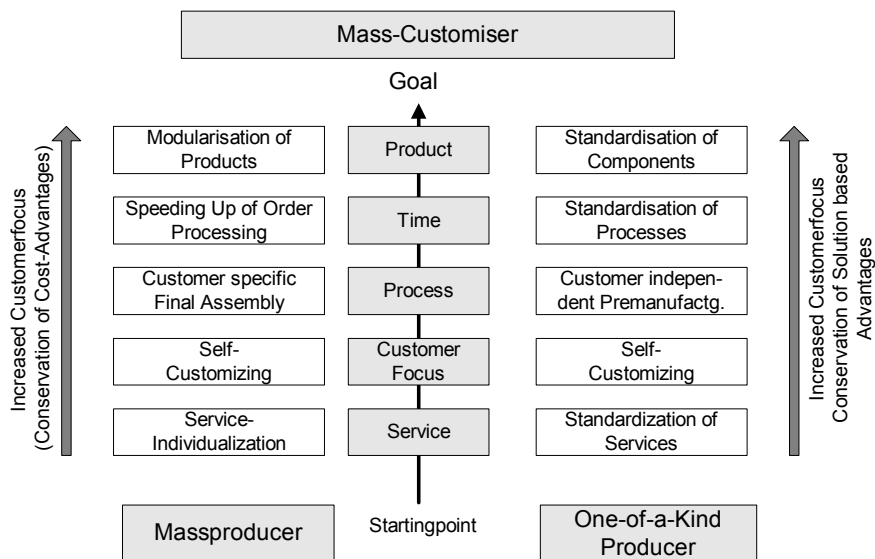 Mass-Customiser
Goal
Increased Customerfocus
(Conservation of Cost-Advantages)
Modularisation of
Products
Product
Standardisation of
Components
Speeding Up of Order
Processing
Time
Standardisation of
Processes
Customer specific
Final Assembly
Process
Customer indepen-
dent Premanufactg.
Self-
Customizing
Customer
Focus
Self-
Customizing
Service-
Individualization
Service
Standardization of
Services
Increased Customerfocus
Conservation of Solution based
Advantages
Massproducer
Startingpoint
One-of-a-Kind
Producer